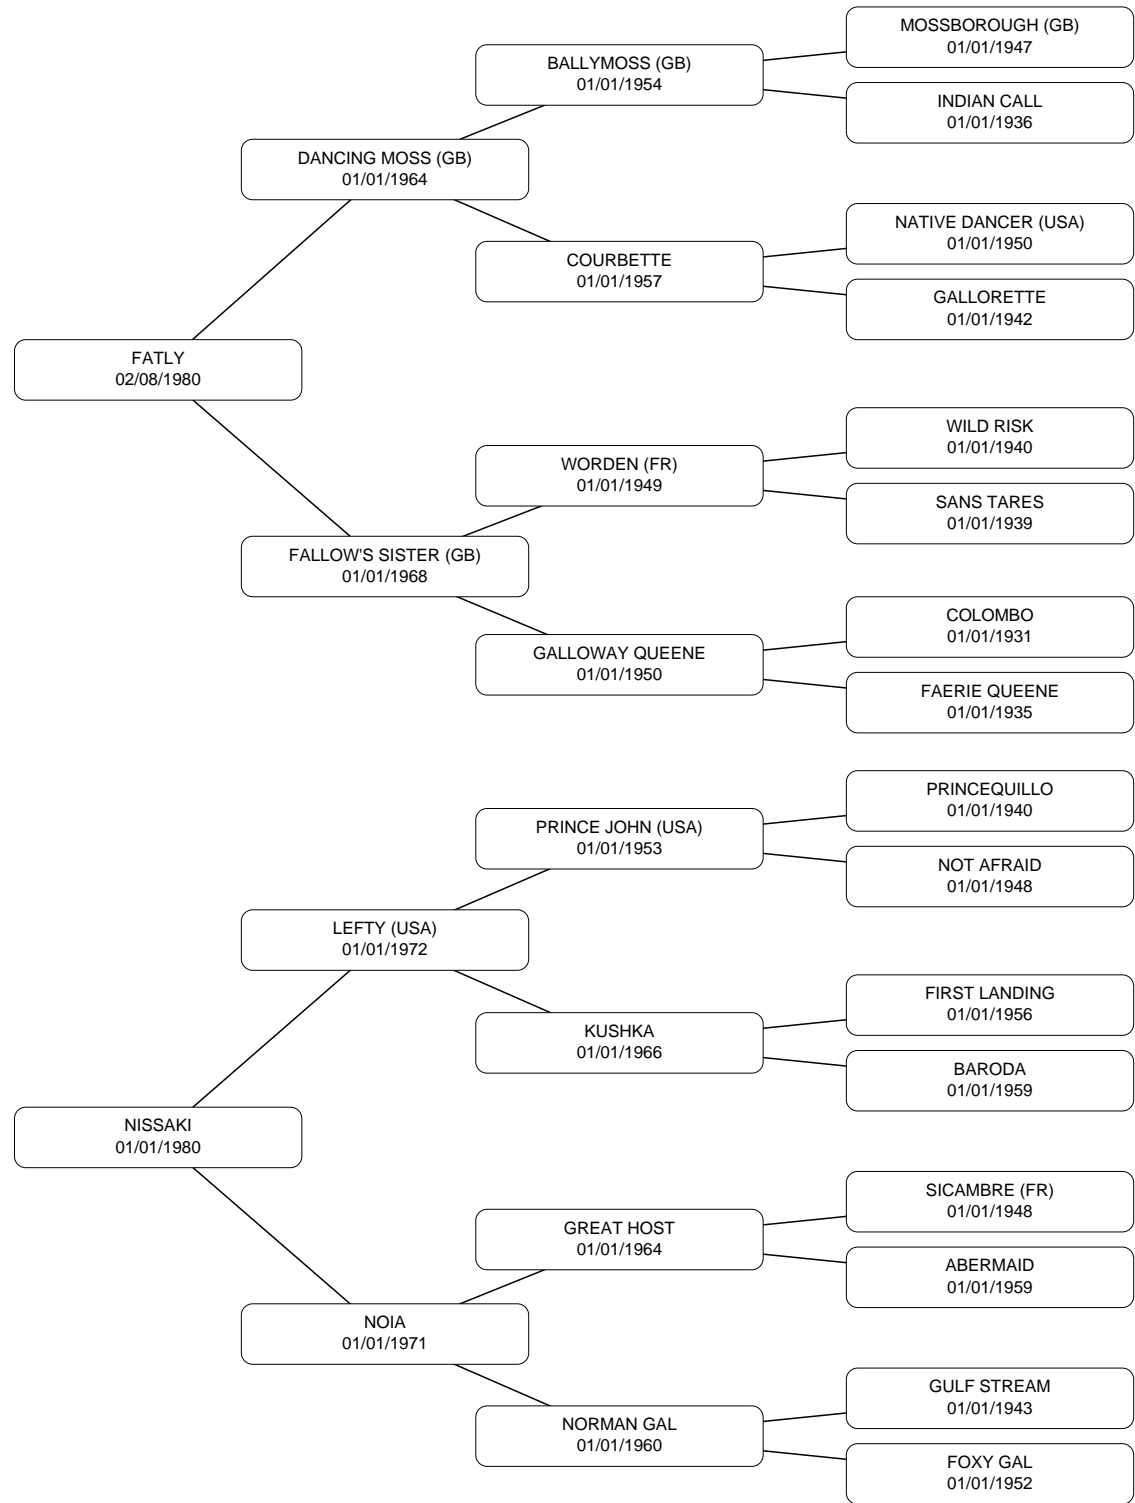 MOSSBOROUGH (GB)
01/01/1947
BALLYMOSS (GB)
01/01/1954
INDIAN CALL
01/01/1936
DANCING MOSS (GB)
01/01/1964
NATIVE DANCER (USA)
01/01/1950
COURBETTE
01/01/1957
GALLORETTE
01/01/1942
FATLY
02/08/1980
WILD RISK
01/01/1940
WORDEN (FR)
01/01/1949
SANS TARES
01/01/1939
FALLOW'S SISTER (GB)
01/01/1968
COLOMBO
01/01/1931
GALLOWAY QUEENE
01/01/1950
FAERIE QUEENE
01/01/1935
PRINCEQUILLO
01/01/1940
PRINCE JOHN (USA)
01/01/1953
NOT AFRAID
01/01/1948
LEFTY (USA)
01/01/1972
FIRST LANDING
01/01/1956
KUSHKA
01/01/1966
BARODA
01/01/1959
NISSAKI
01/01/1980
SICAMBRE (FR)
01/01/1948
GREAT HOST
01/01/1964
ABERMAID
01/01/1959
NOIA
01/01/1971
GULF STREAM
01/01/1943
NORMAN GAL
01/01/1960
FOXY GAL
01/01/1952